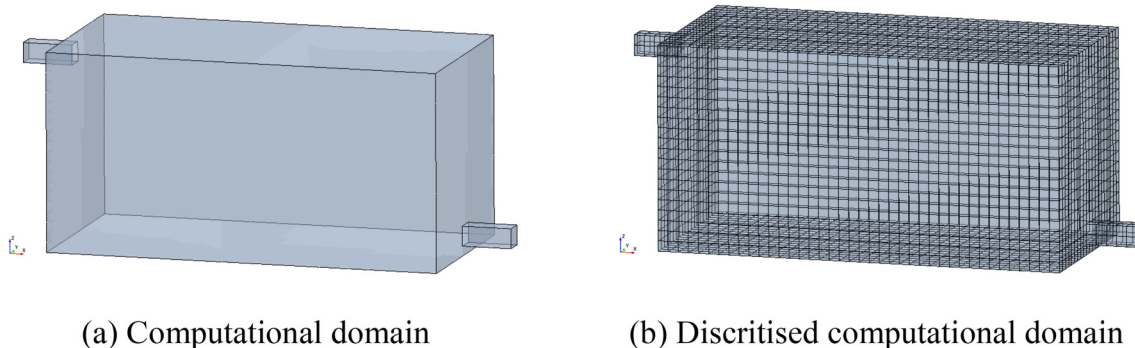 Z
Y
X
Z
Y
X
(a) Computational domain
(b) Discritised computational domain